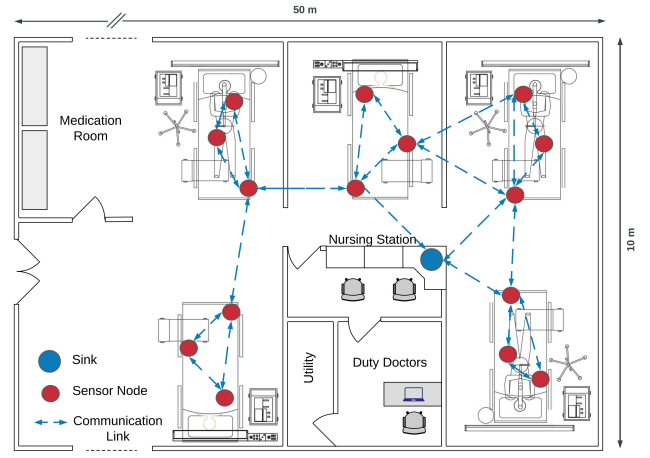 50 m
Medication
Room
Nursing Station
10 m
Utility
Duty Doctors
Sink
Sensor Node
Communication
Link